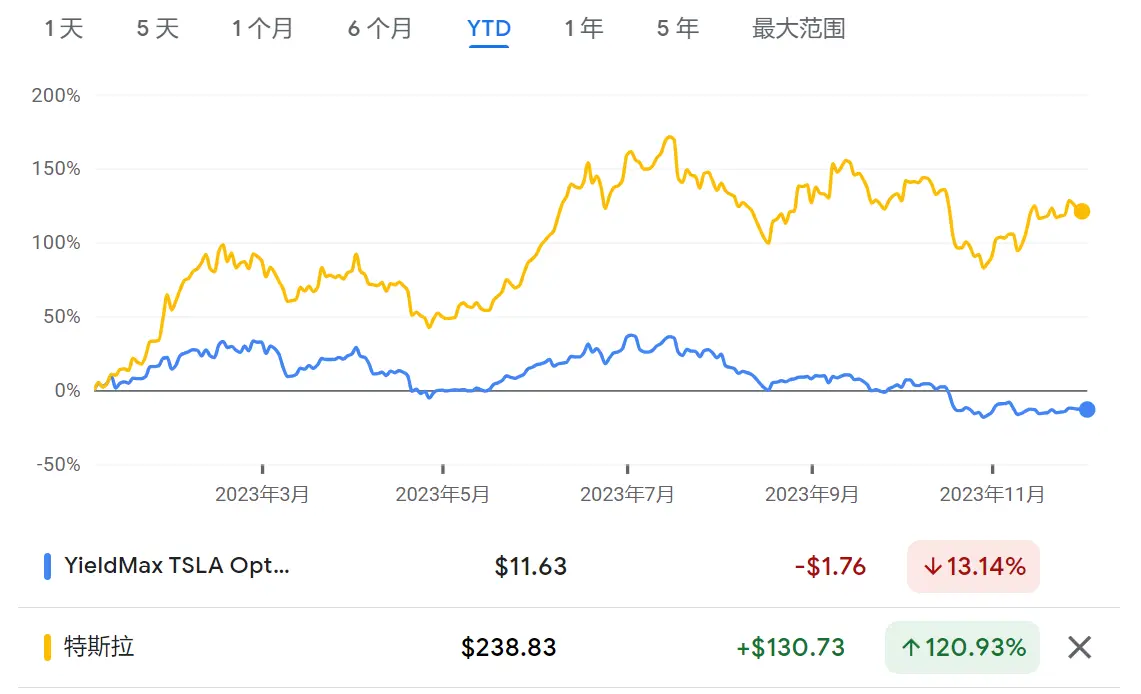 1 天 5 天 1 个月 6 个月 YTD 1 年 5 年 最大范围
200%
150%
100%
50%
0%
-50%
2023年3月 2023年5月 2023年7月 2023年9月 2023年11月
YieldMax TSLA Opt... $11.63 -$1.76 ↓13.14%
特斯拉 $238.83 +$130.73 ↑120.93%